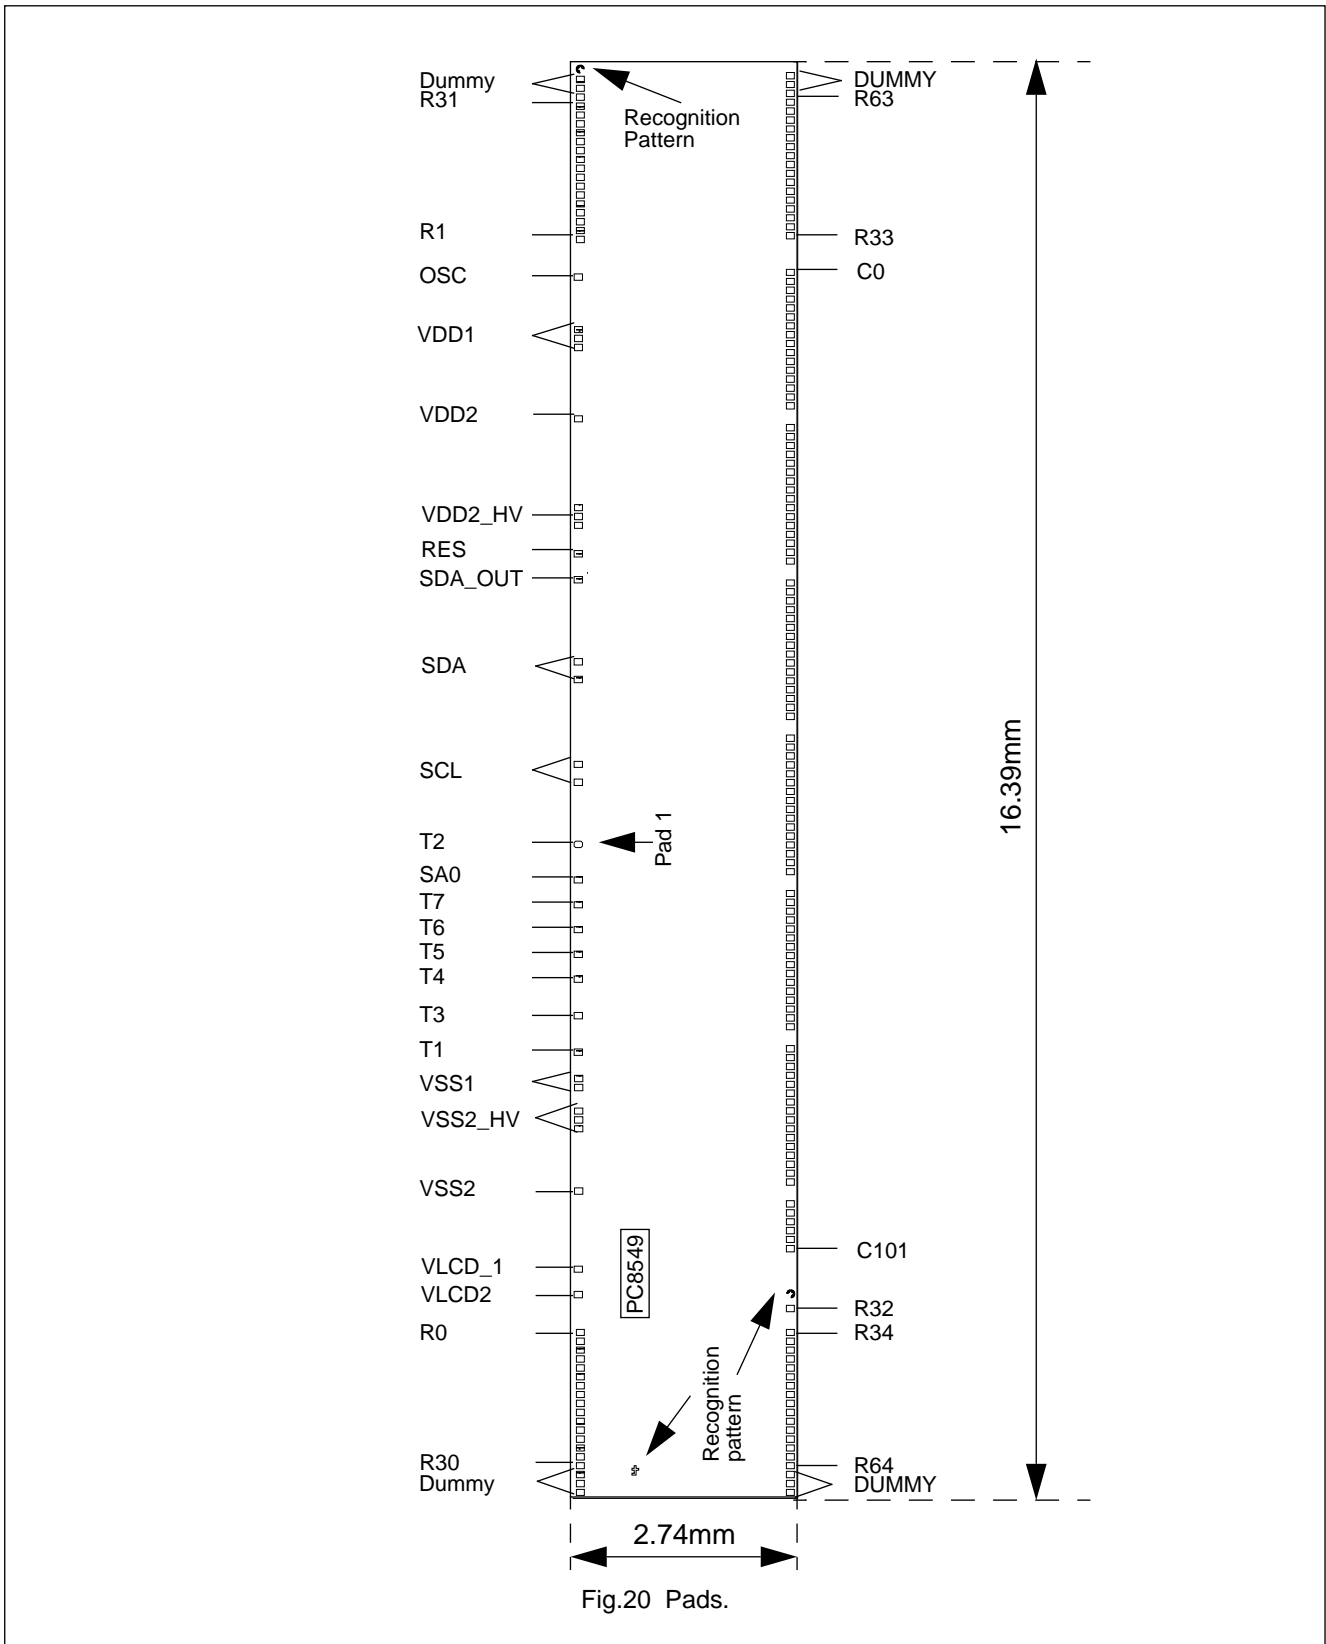 Dummy
R31
R1
OSC
VDD1
VDD2
VDD2_HV
RES
SDA_OUT
SDA
SCL
T2
SA0
T7
T6
T5
T4
T3
T1
VSS1
VSS2_HV
VSS2
VLCD_1
VLCD2
R0
R30
Dummy
Recognition
Pattern
Pad 1
PC8549
Recognition
pattern
DUMMY
R63
R33
C0
C101
R32
R34
R64
DUMMY
16.39mm
2.74mm
Fig.20 Pads.